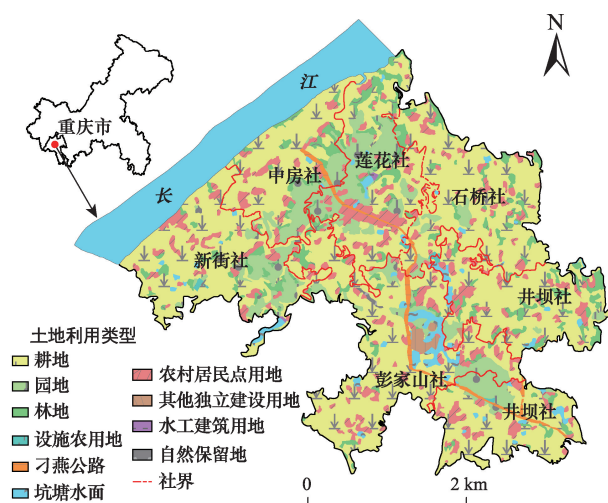 N
重庆市
长 江
莲花社
中房社
石桥社
新街社
井坝社
彭家山社
井坝社
土地利用类型
耕地
园地
林地
设施农用地
刁燕公路
坑塘水面
农村居民点用地
其他独立建设用地
水工建筑用地
自然保留地
社界
0 2 km